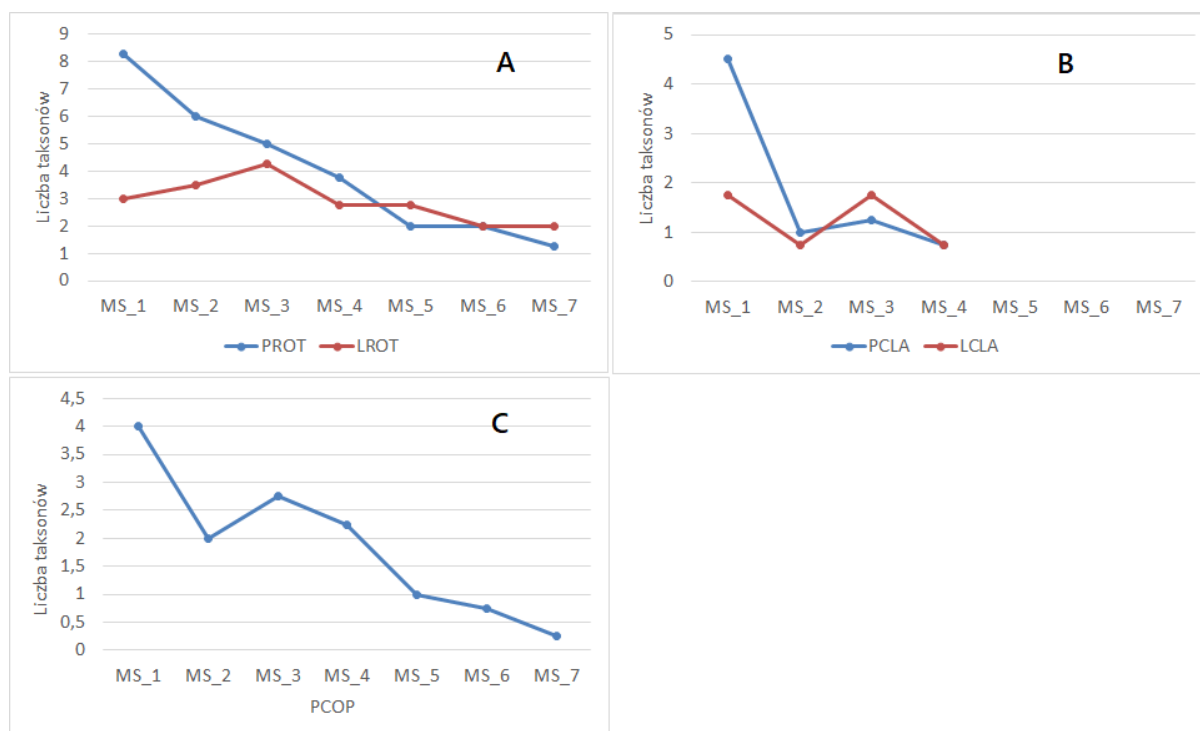 A
Liczba taksonów
9
8
7
6
5
4
3
2
1
0
MS_1 MS_2 MS_3 MS_4 MS_5 MS_6 MS_7
PROT LROT
B
Liczba taksonów
5
4
3
2
1
0
MS_1 MS_2 MS_3 MS_4 MS_5 MS_6 MS_7
PCLA LCLA
C
Liczba taksonów
4,5
4
3,5
3
2,5
2
1,5
1
0,5
0
MS_1 MS_2 MS_3 MS_4 MS_5 MS_6 MS_7
PCOP